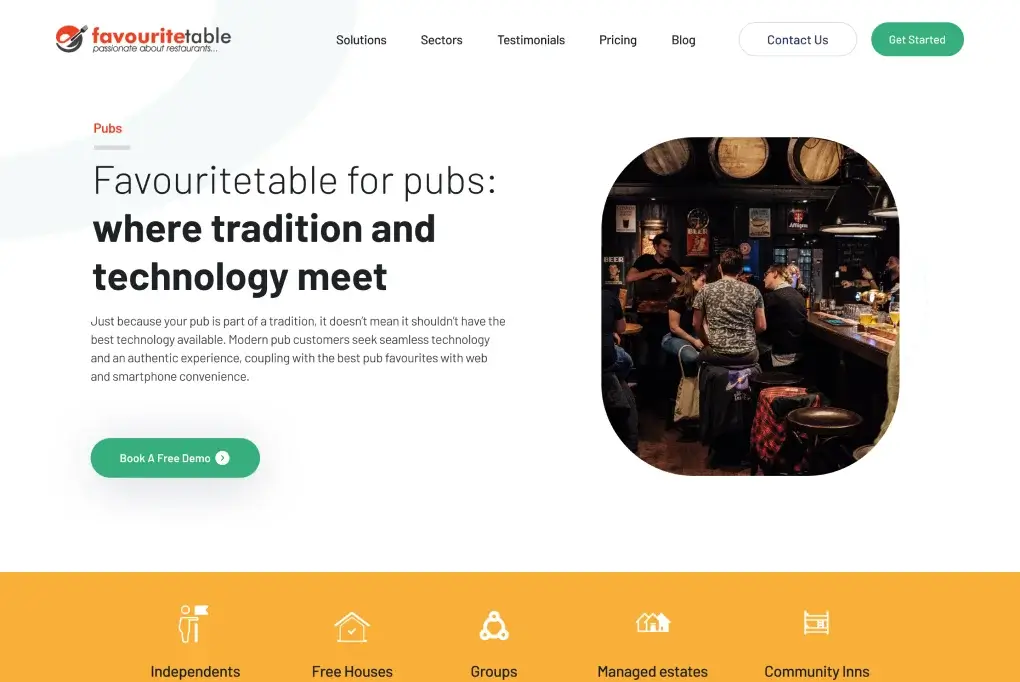 favouritetable
passionate about restaurants...
Solutions
Sectors
Testimonials
Pricing
Blog
Contact Us
Get Started
Pubs
Favouritetable for pubs:
where tradition and
technology meet
Just because your pub is part of a tradition, it doesn't mean it shouldn't have the
best technology available. Modern pub customers seek seamless technology
and an authentic experience, coupling with the best pub favourites with web
and smartphone convenience.
Book A Free Demo
BEER
BEER
Independents
Free Houses
Groups
Managed estates
Community Inns